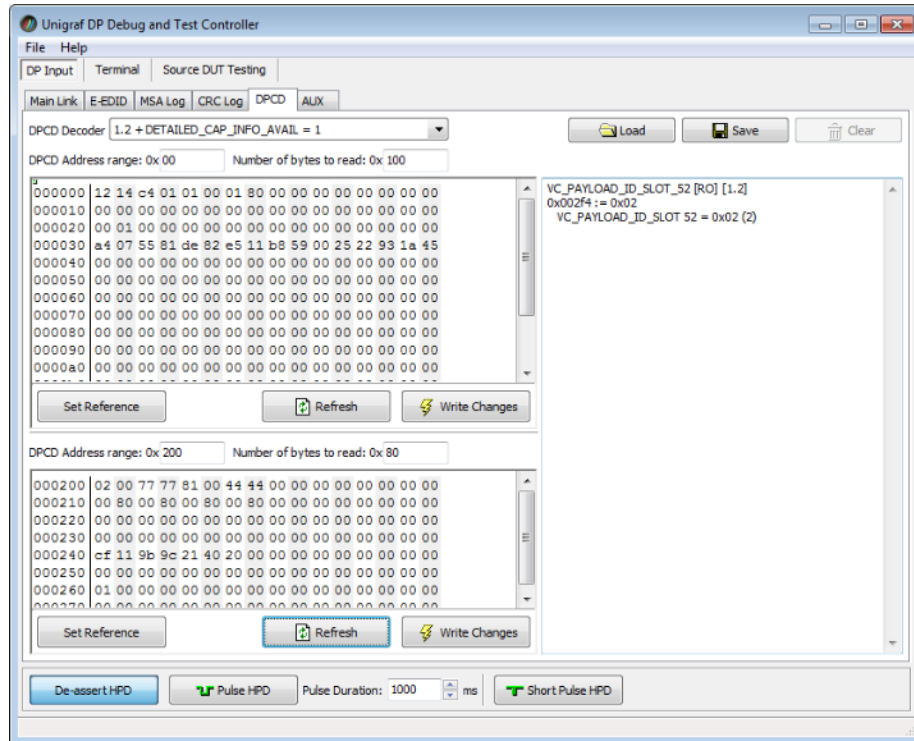 Unigraf DP Debug and Test Controller
File Help
DP Input Terminal Source DUT Testing
Main Link E-EDID MSA Log CRC Log DPCD AUX
DPCD Decoder 1.2 + DETAILED_CAP_INFO_AVAIL = 1 Load Save Clear
DPCD Address range: 0x 00 Number of bytes to read: 0x 100
000000 12 14 c4 01 01 00 01 80 00 00 00 00 00 00 00 00
000010 00 00 00 00 00 00 00 00 00 00 00 00 00 00 00 00
000020 00 01 00 00 00 00 00 00 00 00 00 00 00 00 00 00
000030 a4 07 55 81 de 82 e5 11 b8 59 00 25 22 93 1a 45
000040 00 00 00 00 00 00 00 00 00 00 00 00 00 00 00 00
000050 00 00 00 00 00 00 00 00 00 00 00 00 00 00 00 00
000060 00 00 00 00 00 00 00 00 00 00 00 00 00 00 00 00
000070 00 00 00 00 00 00 00 00 00 00 00 00 00 00 00 00
000080 00 00 00 00 00 00 00 00 00 00 00 00 00 00 00 00
000090 00 00 00 00 00 00 00 00 00 00 00 00 00 00 00 00
0000a0 00 00 00 00 00 00 00 00 00 00 00 00 00 00 00 00
Set Reference Refresh Write Changes
DPCD Address range: 0x 200 Number of bytes to read: 0x 80
000200 02 00 77 77 81 00 44 44 00 00 00 00 00 00 00 00
000210 00 80 00 80 00 80 00 80 00 00 00 00 00 00 00 00
000220 00 00 00 00 00 00 00 00 00 00 00 00 00 00 00 00
000230 00 00 00 00 00 00 00 00 00 00 00 00 00 00 00 00
000240 cf 11 9b 9c 21 40 20 00 00 00 00 00 00 00 00 00
000250 00 00 00 00 00 00 00 00 00 00 00 00 00 00 00 00
000260 01 00 00 00 00 00 00 00 00 00 00 00 00 00 00 00
000270 00 00 00 00 00 00 00 00 00 00 00 00 00 00 00 00
Set Reference Refresh Write Changes
VC_PAYLOAD_ID_SLOT_52 [RO] [1.2]
0x002f4 := 0x02
VC_PAYLOAD_ID_SLOT 52 = 0x02 (2)
De-assert HPD Pulse HPD Pulse Duration: 1000 ms Short Pulse HPD